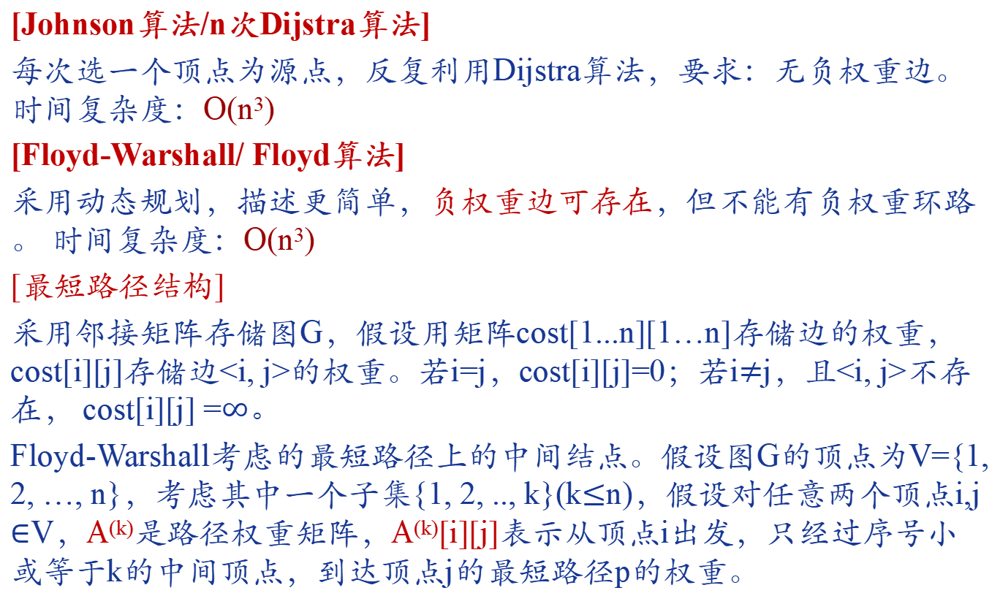 [Johnson算法/n次Dijstra算法]
每次选一个顶点为源点，反复利用Dijstra算法，要求：无负权重边。
时间复杂度：O(n³)
[Floyd-Warshall/ Floyd算法]
采用动态规划，描述更简单，负权重边可存在，但不能有负权重环路
。 时间复杂度：O(n³)
[最短路径结构]
采用邻接矩阵存储图G，假设用矩阵cost[1...n][1…n]存储边的权重，
cost[i][j]存储边<i, j>的权重。若i=j，cost[i][j]=0；若i≠j，且<i, j>不存
在， cost[i][j] =∞。
Floyd-Warshall考虑的最短路径上的中间结点。假设图G的顶点为V={1,
2, …, n}，考虑其中一个子集{1, 2, .., k}(k≤n)，假设对任意两个顶点i,j
∈V，A⁽ᵏ⁾是路径权重矩阵，A⁽ᵏ⁾[i][j]表示从顶点i出发，只经过序号小
或等于k的中间顶点，到达顶点j的最短路径p的权重。